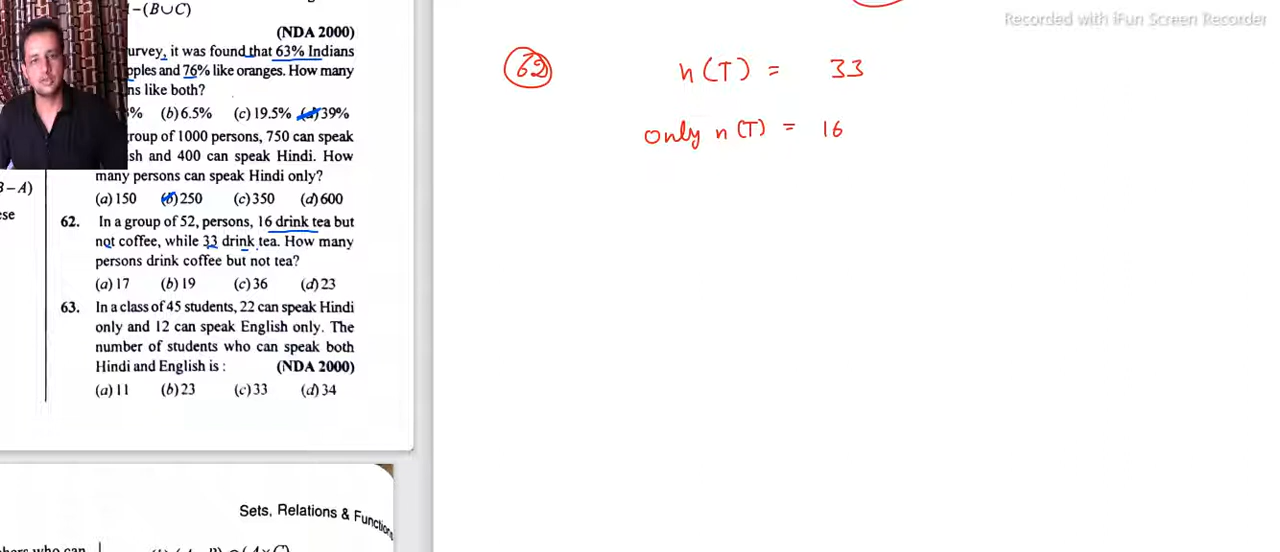 −(B∪C)
Recorded with iFun Screen Recorder
(NDA 2000)
urvey, it was found that 63% Indians
pples and 76% like oranges. How many
ns like both?
% (b) 6.5% (c) 19.5% (d) 39%
group of 1000 persons, 750 can speak
sh and 400 can speak Hindi. How
many persons can speak Hindi only?
(a) 150 (b) 250 (c) 350 (d) 600
62. In a group of 52, persons, 16 drink tea but
not coffee, while 33 drink tea. How many
persons drink coffee but not tea?
(a) 17 (b) 19 (c) 36 (d) 23
63. In a class of 45 students, 22 can speak Hindi
only and 12 can speak English only. The
number of students who can speak both
Hindi and English is : (NDA 2000)
(a) 11 (b) 23 (c) 33 (d) 34
B−A)
ese
62 n(T) = 33
only n(T) = 16
Sets, Relations & Functions